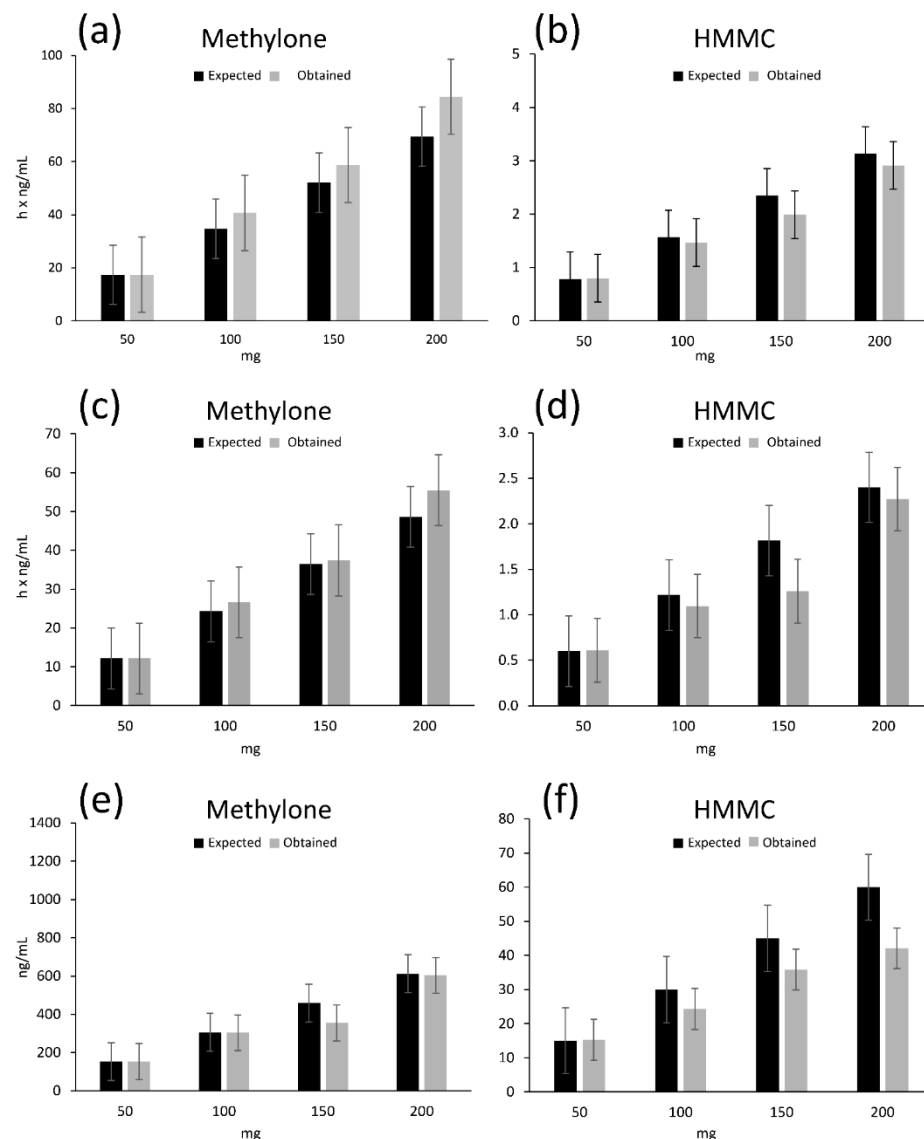 (a) Methylone
Expected Obtained
100
80
60
40
20
0
h x ng/mL
50 100 150 200
mg
(b) HMMC
Expected Obtained
5
4
3
2
1
0
50 100 150 200
mg
(c) Methylone
Expected Obtained
70
60
50
40
30
20
10
0
h x ng/mL
50 100 150 200
mg
(d) HMMC
Expected Obtained
3.0
2.5
2.0
1.5
1.0
0.5
0.0
50 100 150 200
mg
(e) Methylone
Expected Obtained
1400
1200
1000
800
600
400
200
0
ng/mL
50 100 150 200
mg
(f) HMMC
Expected Obtained
80
70
60
50
40
30
20
10
0
50 100 150 200
mg